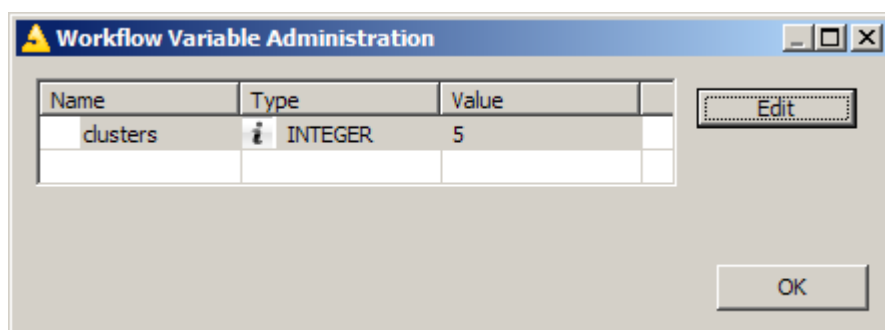 Workflow Variable Administration
Name Type Value
Edit
clusters i INTEGER 5
OK